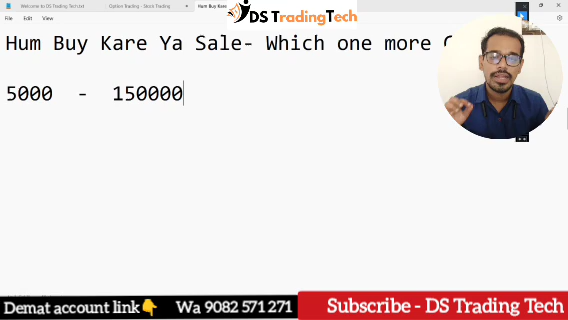 Welcome to DS Trading Tech.txt
Option Trading - Stock Trading
Hum Buy Kare
DS TradingTech
File Edit View
Hum Buy Kare Ya Sale- Which one more
5000 - 150000
Demat account link👇 Wa 9082 571 271
Subscribe - DS Trading Tech